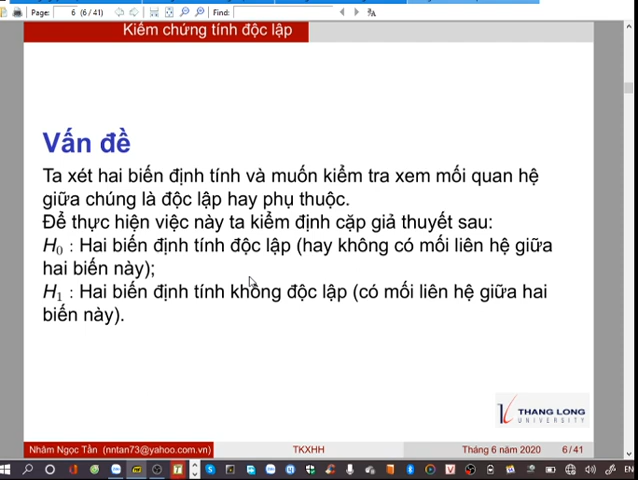 Page: 6 (6 / 41) Find:
Kiểm chứng tính độc lập
Vấn đề
Ta xét hai biến định tính và muốn kiểm tra xem mối quan hệ
giữa chúng là độc lập hay phụ thuộc.
Để thực hiện việc này ta kiểm định cặp giả thuyết sau:
H0 : Hai biến định tính độc lập (hay không có mối liên hệ giữa
hai biến này);
H1 : Hai biến định tính không độc lập (có mối liên hệ giữa hai
biến này).
THANG LONG
UNIVERSITY
Nhâm Ngọc Tần (nntan73@yahoo.com.vn) TKXHH Tháng 6 năm 2020 6/41
EN